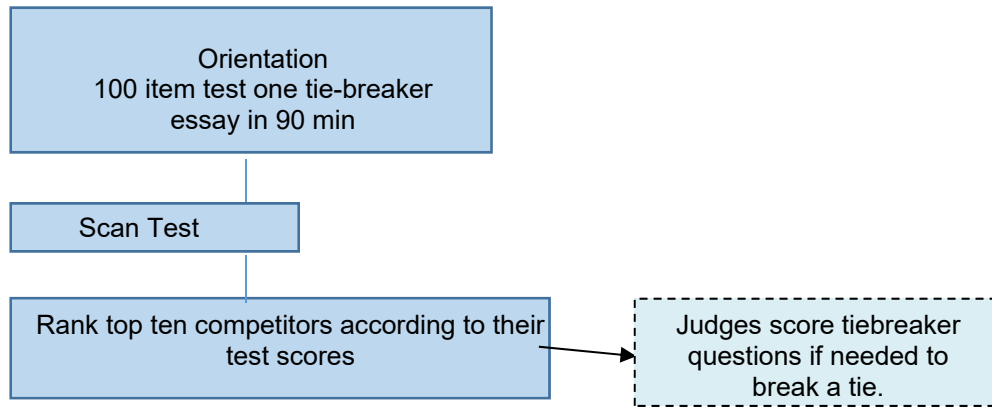 Orientation
100 item test one tie-breaker
essay in 90 min
Scan Test
Rank top ten competitors according to their
test scores
Judges score tiebreaker
questions if needed to
break a tie.